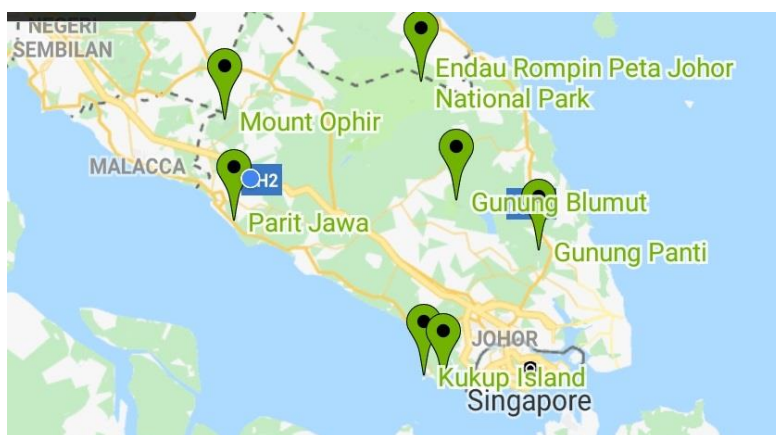 NEGERI
SEMBILAN
Endau Rompin Peta Johor
National Park
Mount Ophir
MALACCA
AH2
Gunung Blumut
Parit Jawa
Gunung Panti
JOHOR
Kukup Island
Singapore